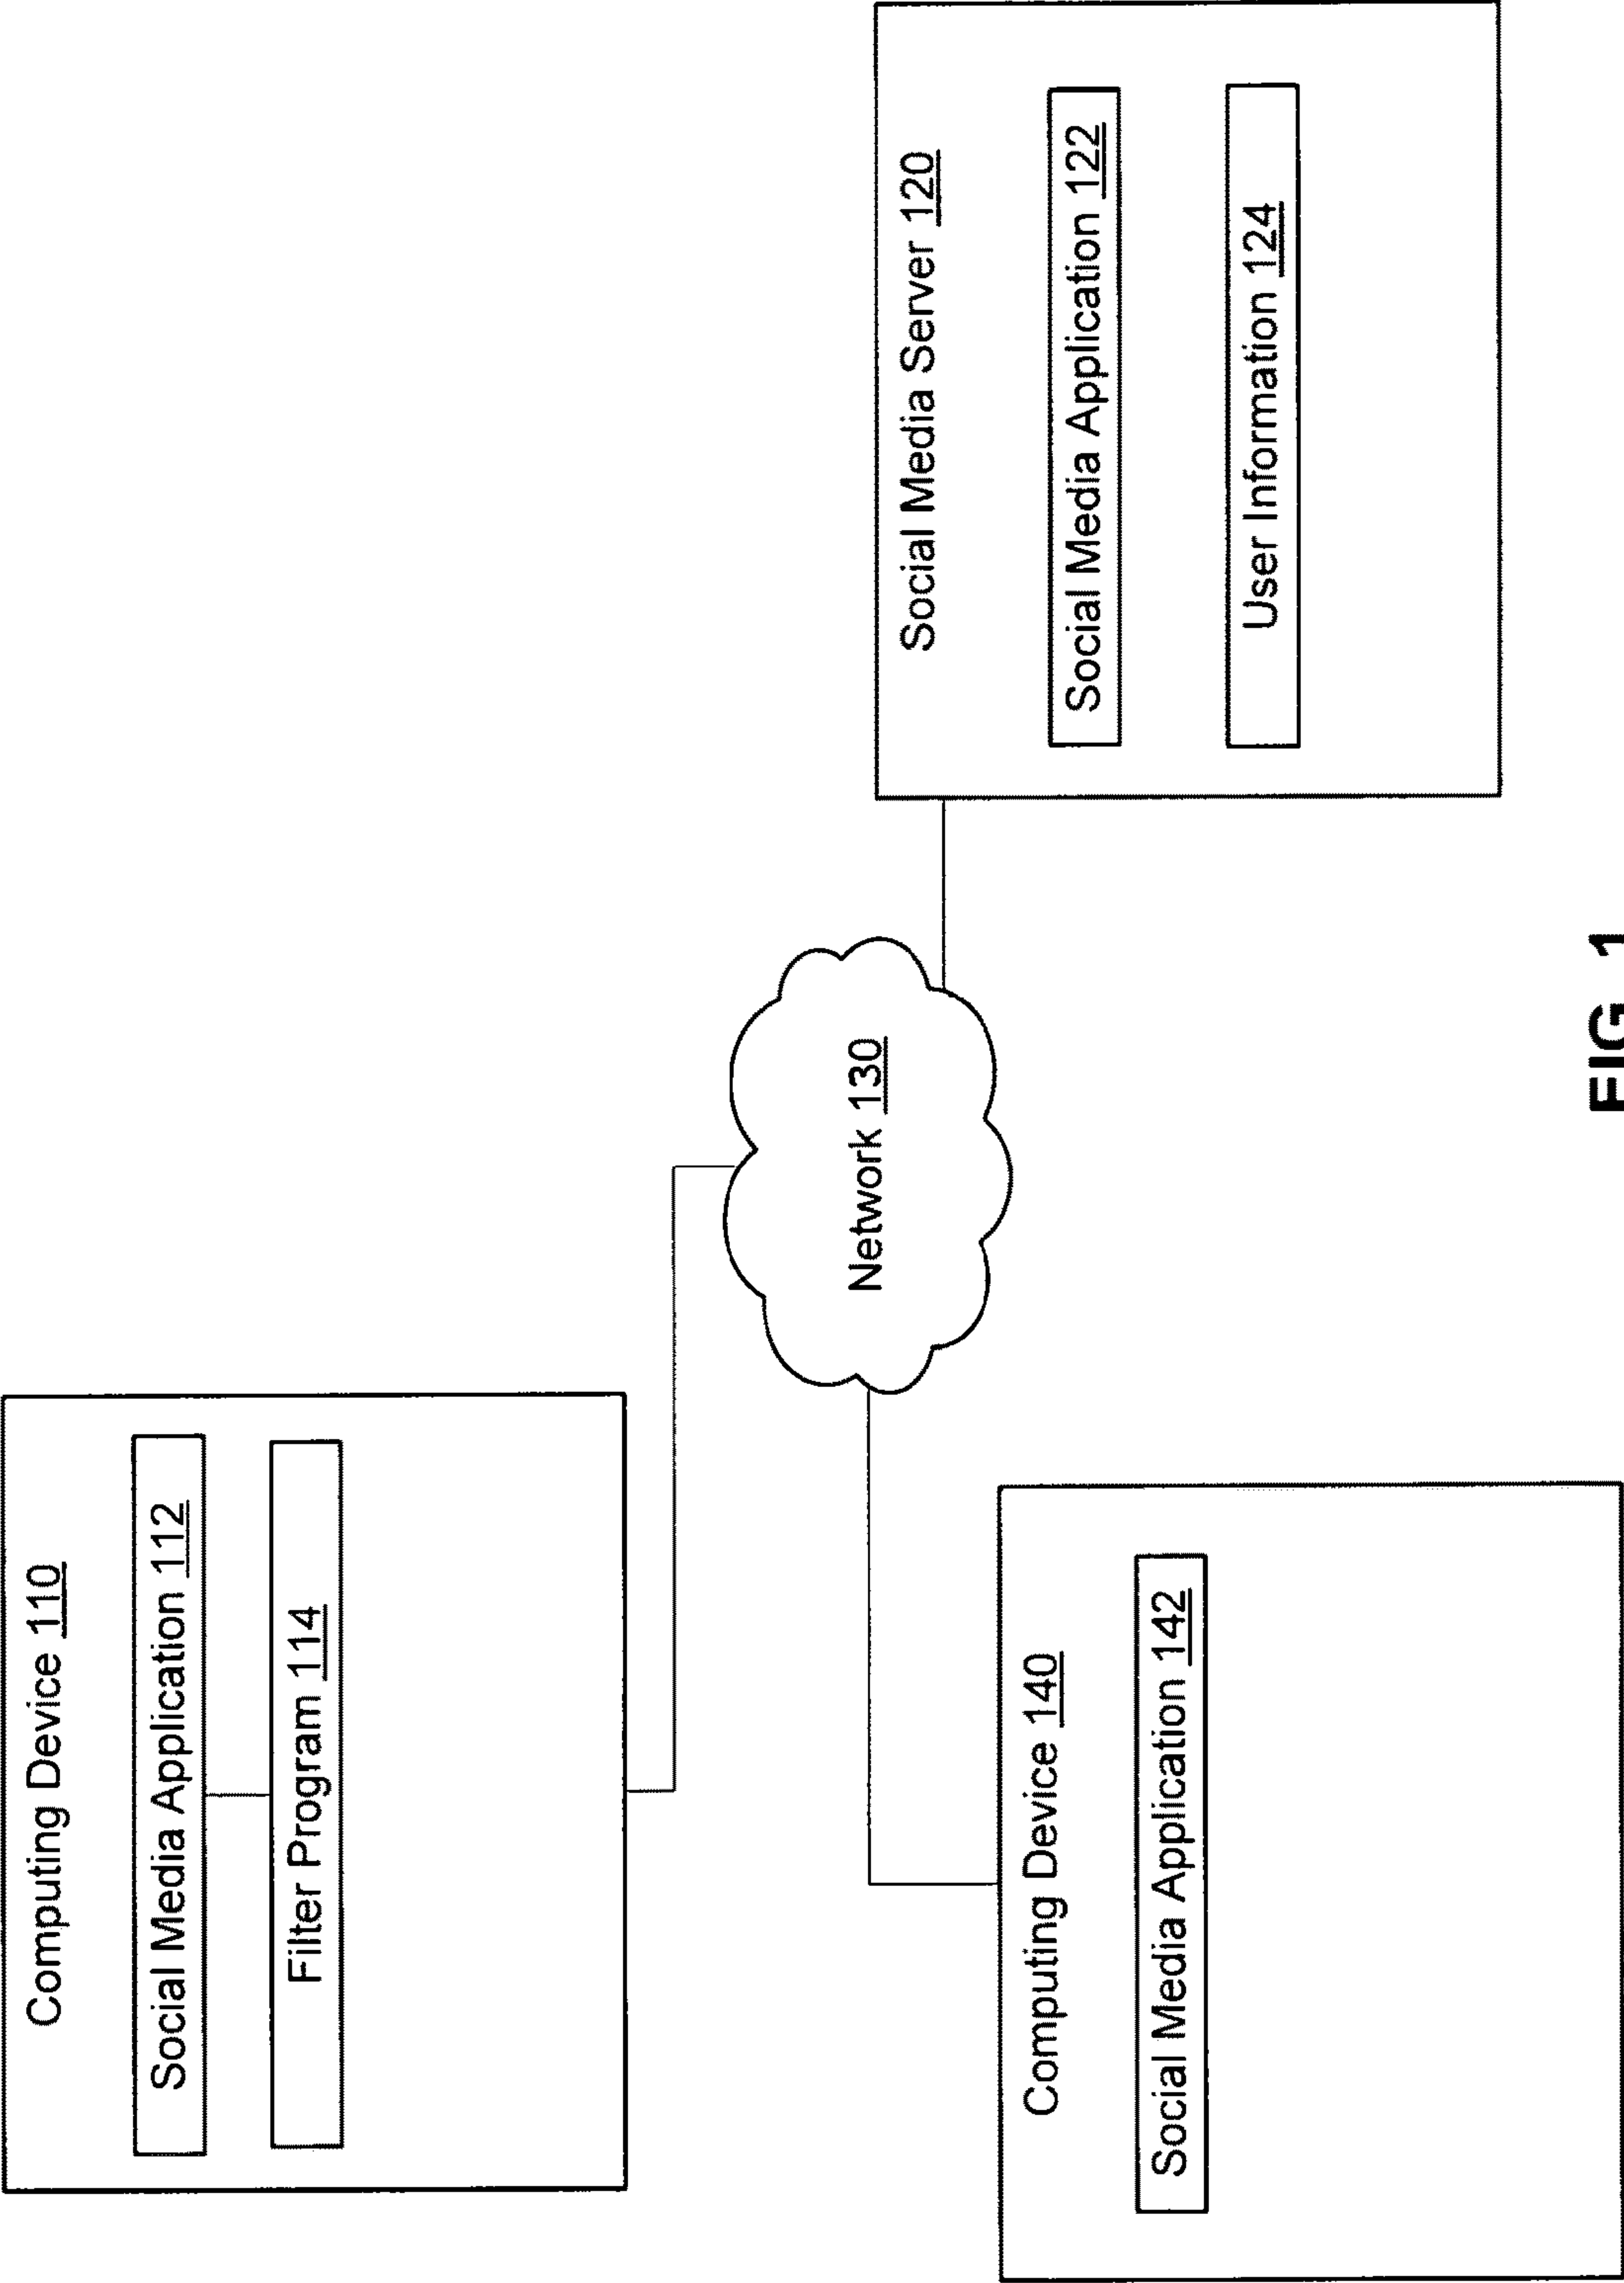 Computing Device 110
Social Media Application 112
Filter Program 114
Network 130
Social Media Server 120
Social Media Application 122
User Information 124
Computing Device 140
Social Media Application 142
FIG. 1